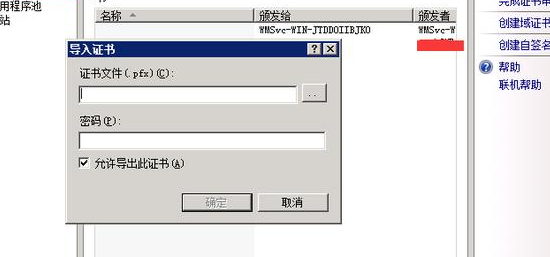 用程序池
站
名称
颁发给
颁发者
WMSvc-WIN-JTDDOIIBJKO
WMSvc-W
导入证书
证书文件(.pfx)(C):
..
密码(P):
允许导出此证书(A)
确定
取消
完成证书申
创建域证书
创建自签名
帮助
联机帮助